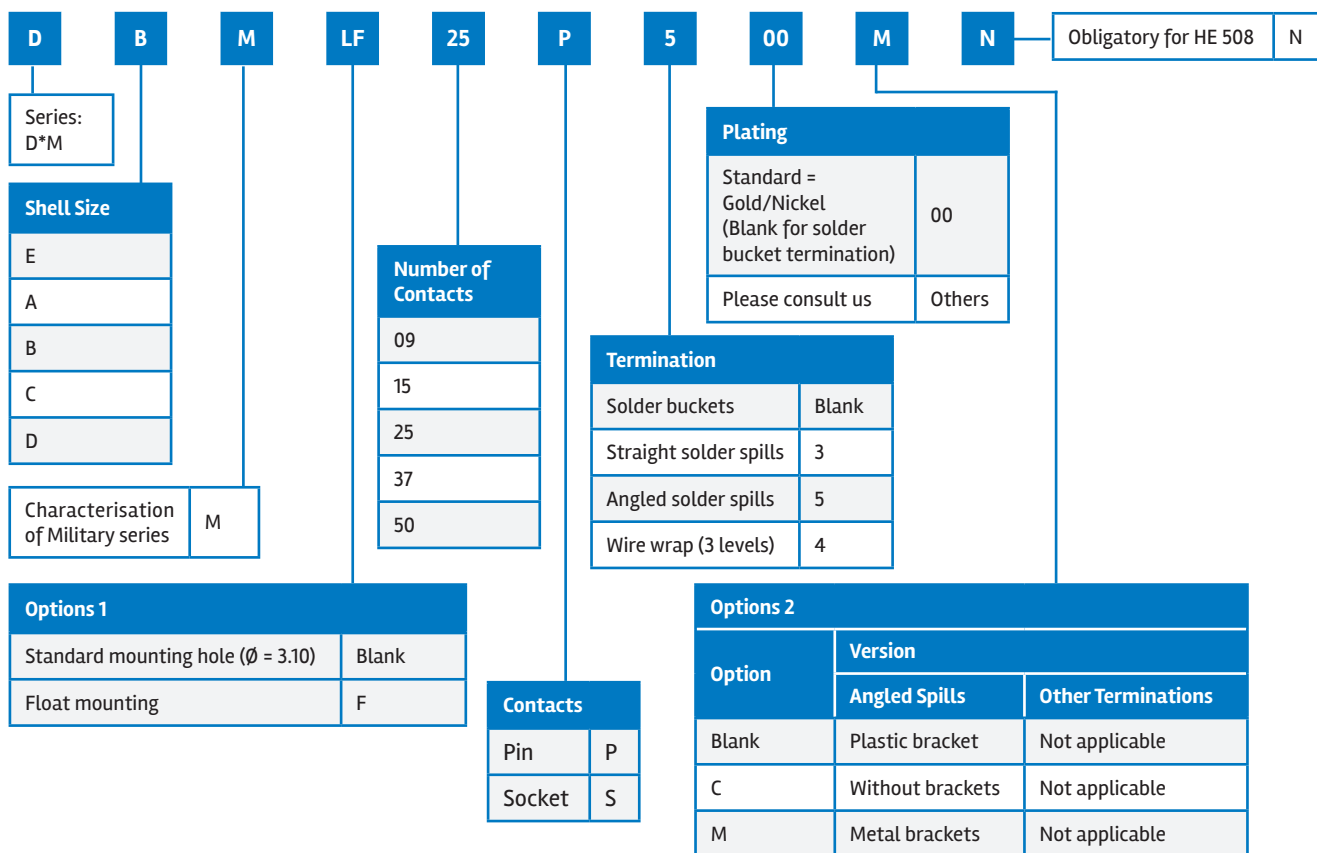 D B M LF 25 P 5 00 M N Obligatory for HE 508 N
Series:
D*M
Shell Size
E
A
B
C
D
Characterisation
of Military series M
Options 1
Standard mounting hole (Ø = 3.10) Blank
Float mounting F
Number of
Contacts
09
15
25
37
50
Contacts
Pin P
Socket S
Termination
Solder buckets Blank
Straight solder spills 3
Angled solder spills 5
Wire wrap (3 levels) 4
Plating
Standard =
Gold/Nickel
(Blank for solder
bucket termination) 00
Please consult us Others
Options 2
Option Version
Angled Spills Other Terminations
Blank Plastic bracket Not applicable
C Without brackets Not applicable
M Metal brackets Not applicable